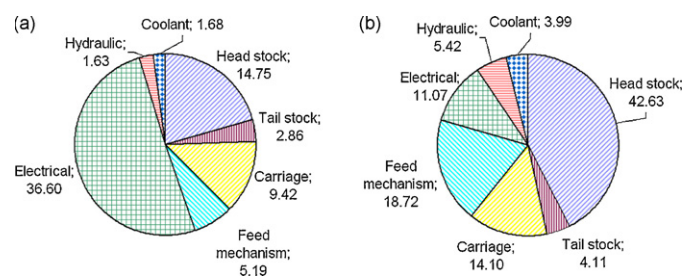 (a)
Coolant; 1.68
Hydraulic;
1.63
Head stock;
14.75
Tail stock;
2.86
Carriage;
9.42
Feed
mechanism;
5.19
Electrical;
36.60
(b)
Coolant; 3.99
Hydraulic;
5.42
Electrical;
11.07
Head stock;
42.63
Feed
mechanism;
18.72
Carriage;
14.10
Tail stock;
4.11